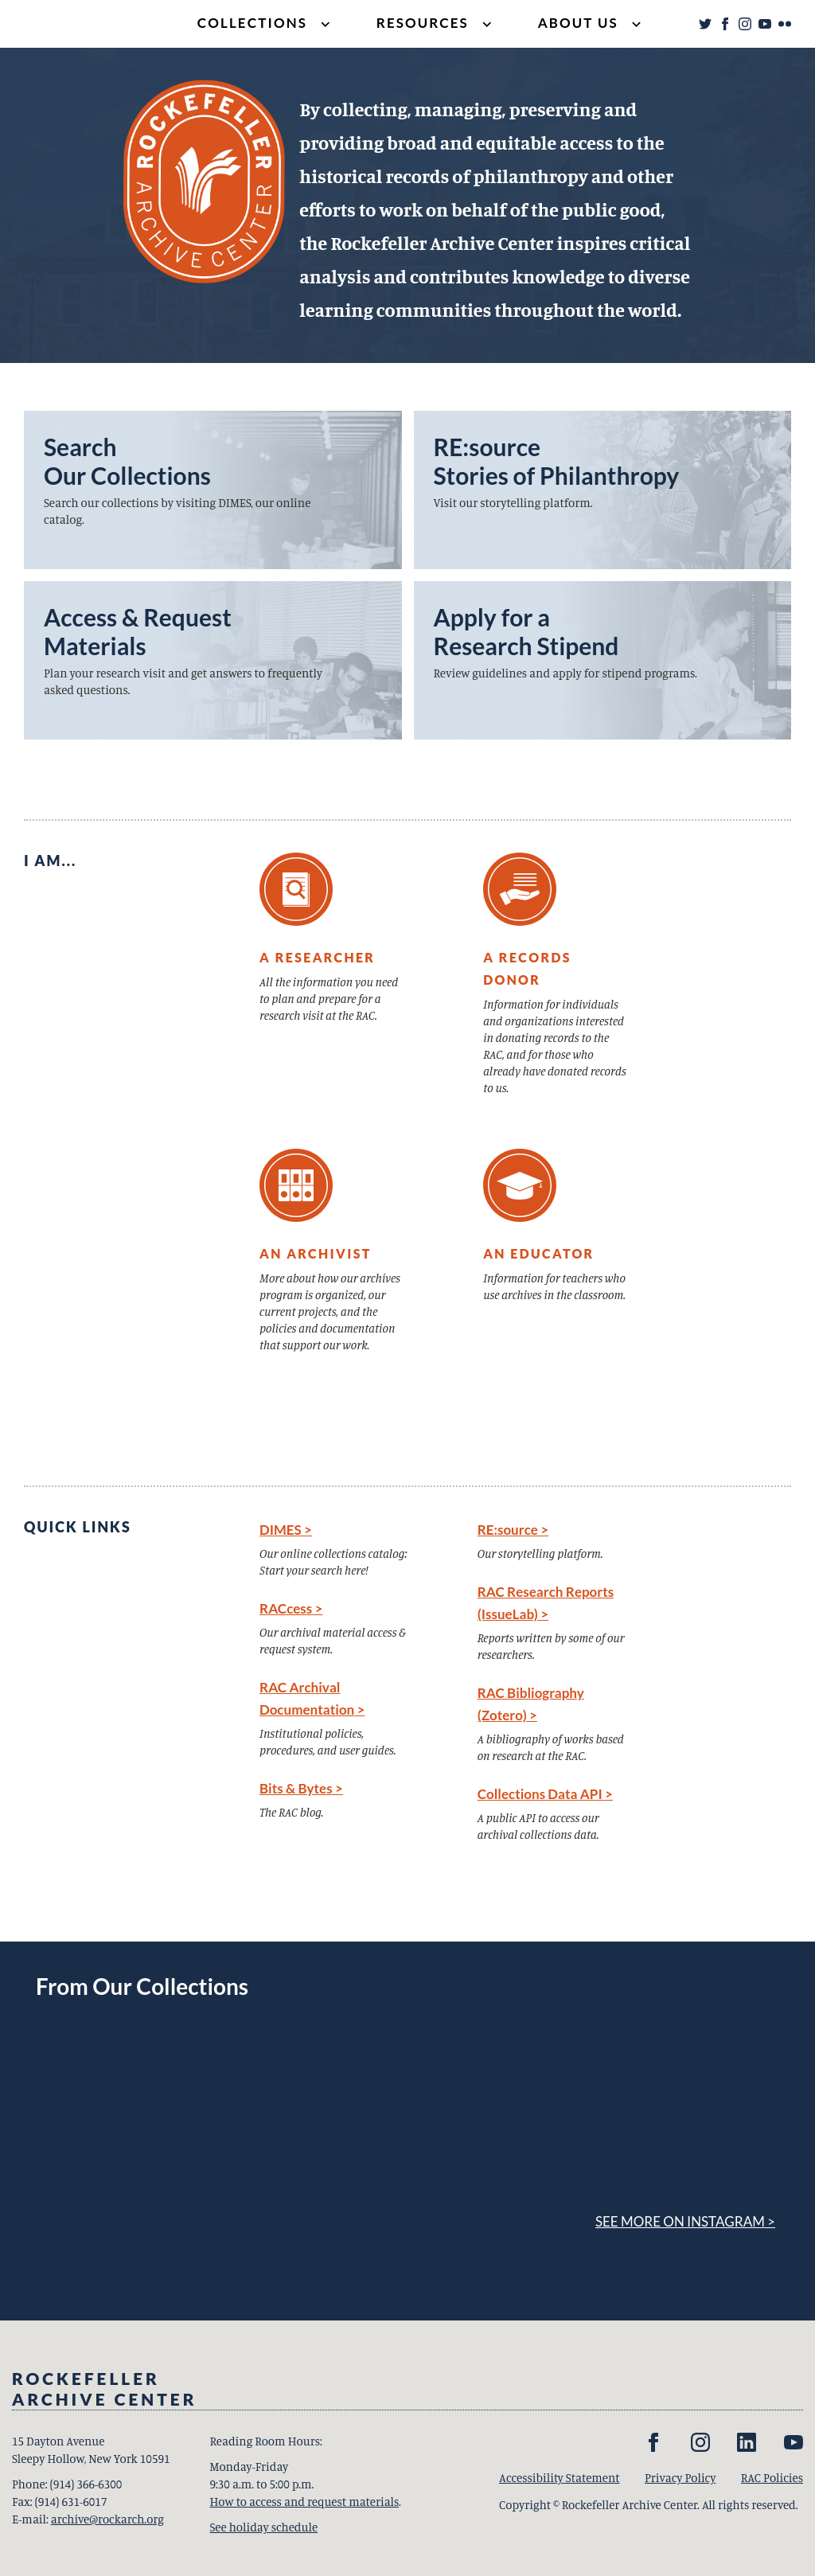 COLLECTIONS
RESOURCES
ABOUT US
ROCKEFELLER
ARCHIVE CENTER
By collecting, managing, preserving and
providing broad and equitable access to the
historical records of philanthropy and other
efforts to work on behalf of the public good,
the Rockefeller Archive Center inspires critical
analysis and contributes knowledge to diverse
learning communities throughout the world.
Search
Our Collections
Search our collections by visiting DIMES, our online
catalog.
RE:source
Stories of Philanthropy
Visit our storytelling platform.
Access & Request
Materials
Plan your research visit and get answers to frequently
asked questions.
Apply for a
Research Stipend
Review guidelines and apply for stipend programs.
I AM...
A RESEARCHER
All the information you need
to plan and prepare for a
research visit at the RAC.
A RECORDS
DONOR
Information for individuals
and organizations interested
in donating records to the
RAC, and for those who
already have donated records
to us.
AN ARCHIVIST
More about how our archives
program is organized, our
current projects, and the
policies and documentation
that support our work.
AN EDUCATOR
Information for teachers who
use archives in the classroom.
QUICK LINKS
DIMES >
Our online collections catalog:
Start your search here!
RACcess >
Our archival material access &
request system.
RAC Archival
Documentation >
Institutional policies,
procedures, and user guides.
Bits & Bytes >
The RAC blog.
RE:source >
Our storytelling platform.
RAC Research Reports
(IssueLab) >
Reports written by some of our
researchers.
RAC Bibliography
(Zotero) >
A bibliography of works based
on research at the RAC.
Collections Data API >
A public API to access our
archival collections data.
From Our Collections
SEE MORE ON INSTAGRAM >
ROCKEFELLER
ARCHIVE CENTER
15 Dayton Avenue
Sleepy Hollow, New York 10591
Phone: (914) 366-6300
Fax: (914) 631-6017
E-mail: archive@rockarch.org
Reading Room Hours:
Monday-Friday
9:30 a.m. to 5:00 p.m.
How to access and request materials.
See holiday schedule
Accessibility Statement
Privacy Policy
RAC Policies
Copyright © Rockefeller Archive Center. All rights reserved.